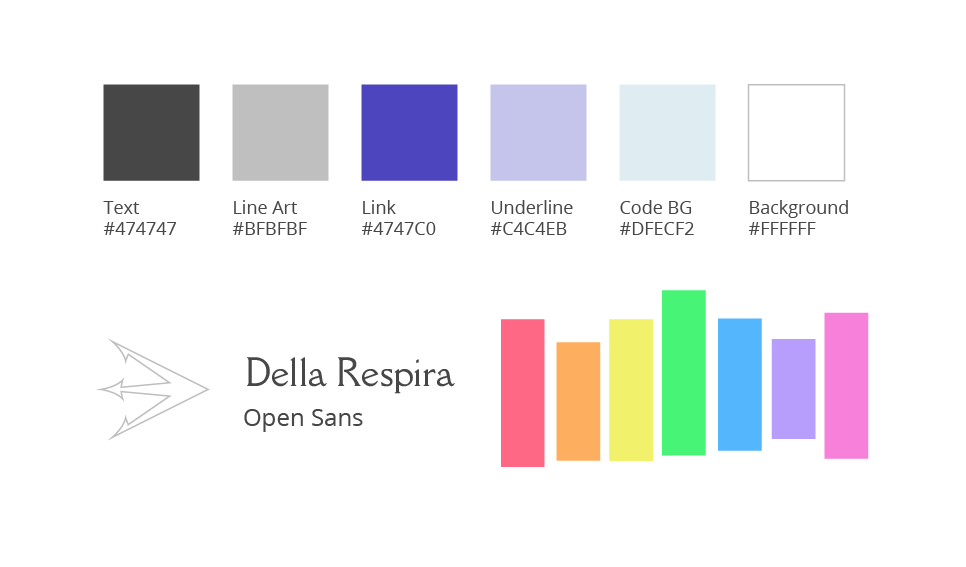 Text
#474747
Line Art
#BFBFBF
Link
#4747C0
Underline
#C4C4EB
Code BG
#DFECF2
Background
#FFFFFF
Della Respira
Open Sans